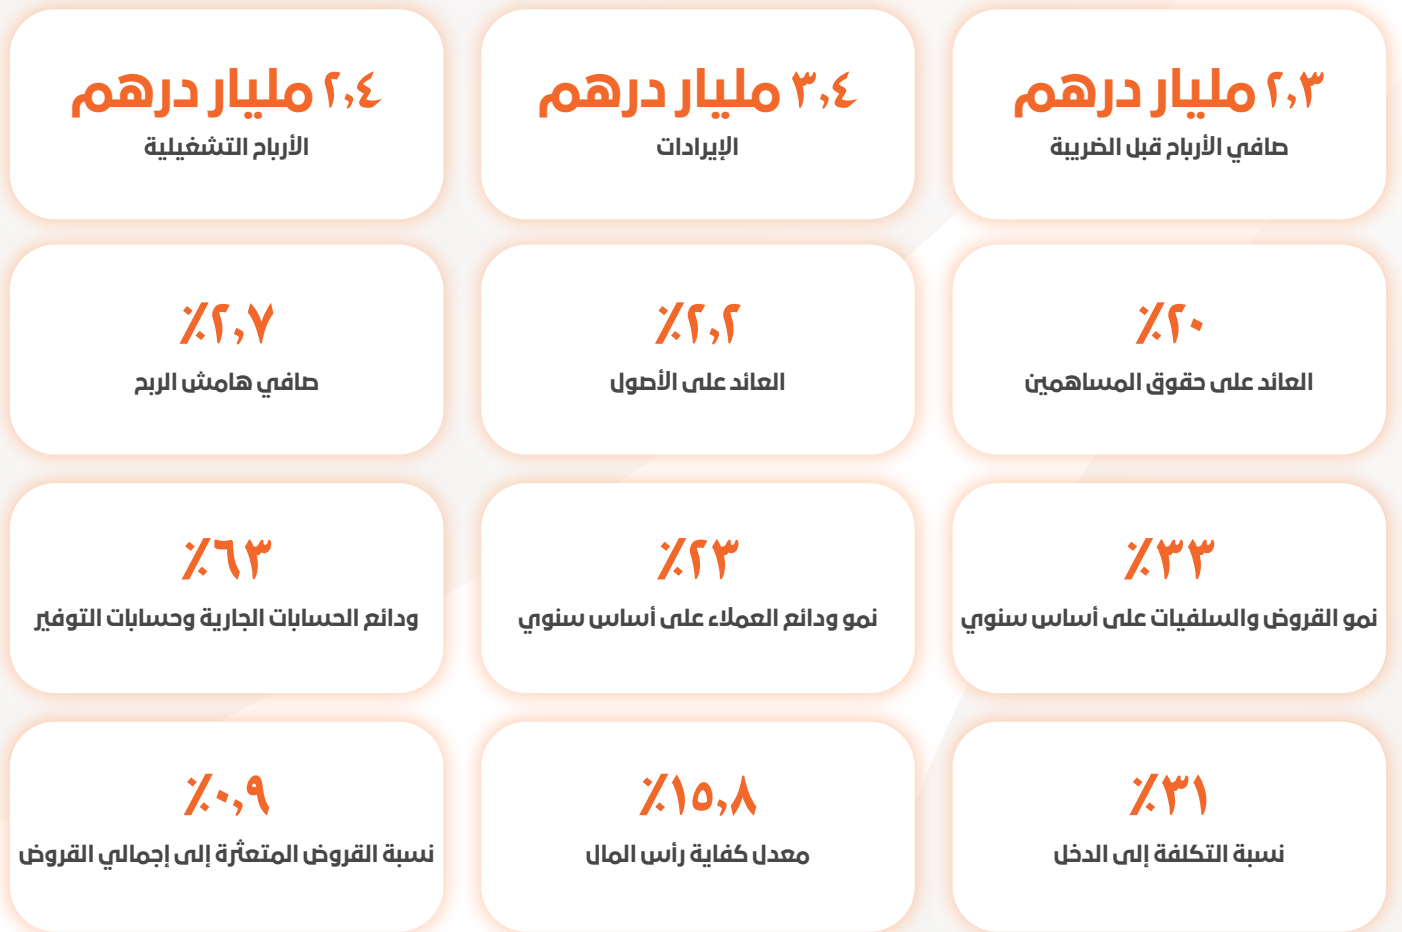 ٢,٣ مليار درهم
صافي الأرباح قبل الضريبة
٣,٤ مليار درهم
الإيرادات
٢,٤ مليار درهم
الأرباح التشغيلية
٢٠٪
العائد على حقوق المساهمين
٢,٢٪
العائد على الأصول
٢,٧٪
صافي هامش الربح
٣٣٪
نمو القروض والسلفيات على أساس سنوي
٢٣٪
نمو ودائع العملاء على أساس سنوي
٦٣٪
ودائع الحسابات الجارية وحسابات التوفير
٣١٪
نسبة التكلفة إلى الدخل
١٥,٨٪
معدل كفاية رأس المال
٠,٩٪
نسبة القروض المتعثرة إلى إجمالي القروض